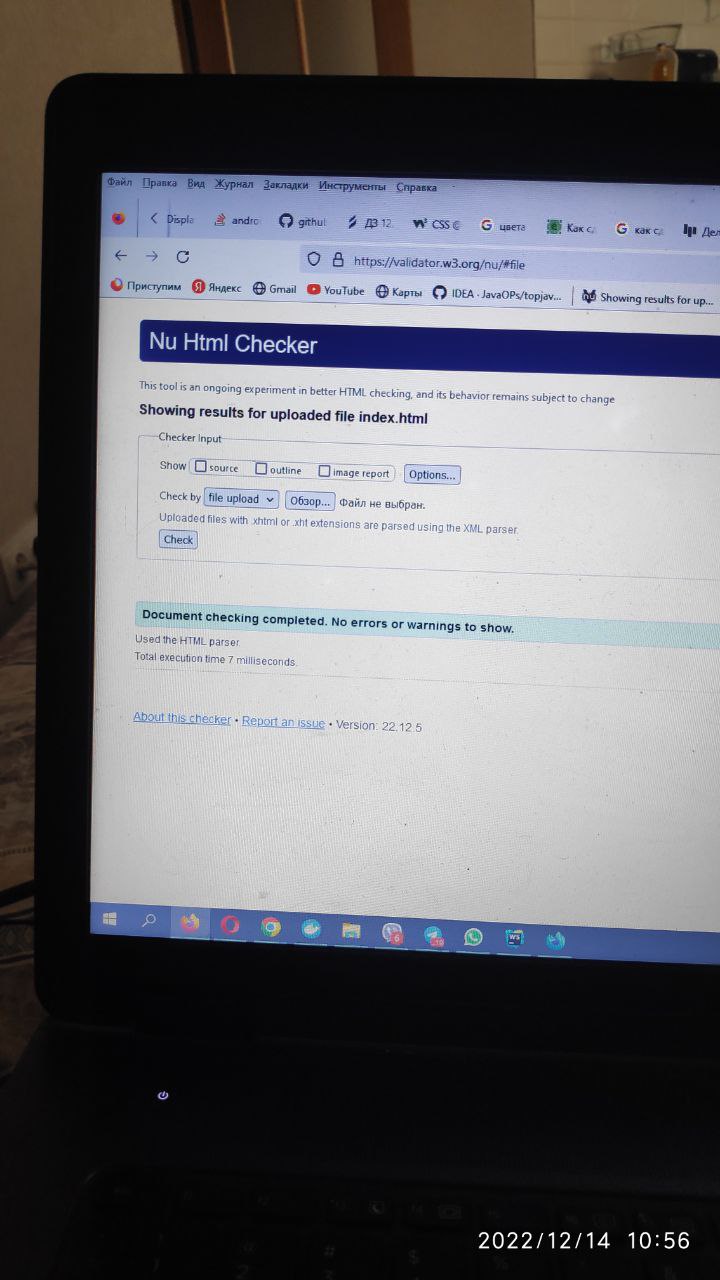 Файл Правка Вид Журнал Закладки Инструменты Справка
Displa andro githul ДЗ 12. CSS цвета Как с как с Дел
https://validator.w3.org/nu/#file
Приступим Яндекс Gmail YouTube Карты IDEA - JavaOPs/topjav... Showing results for up...
Nu Html Checker
This tool is an ongoing experiment in better HTML checking, and its behavior remains subject to change
Showing results for uploaded file index.html
Checker Input
Show source outline image report Options...
Check by file upload Обзор... Файл не выбран.
Uploaded files with .xhtml or .xht extensions are parsed using the XML parser.
Check
Document checking completed. No errors or warnings to show.
Used the HTML parser.
Total execution time 7 milliseconds.
About this checker • Report an issue • Version: 22.12.5
WS
2022/12/14 10:56